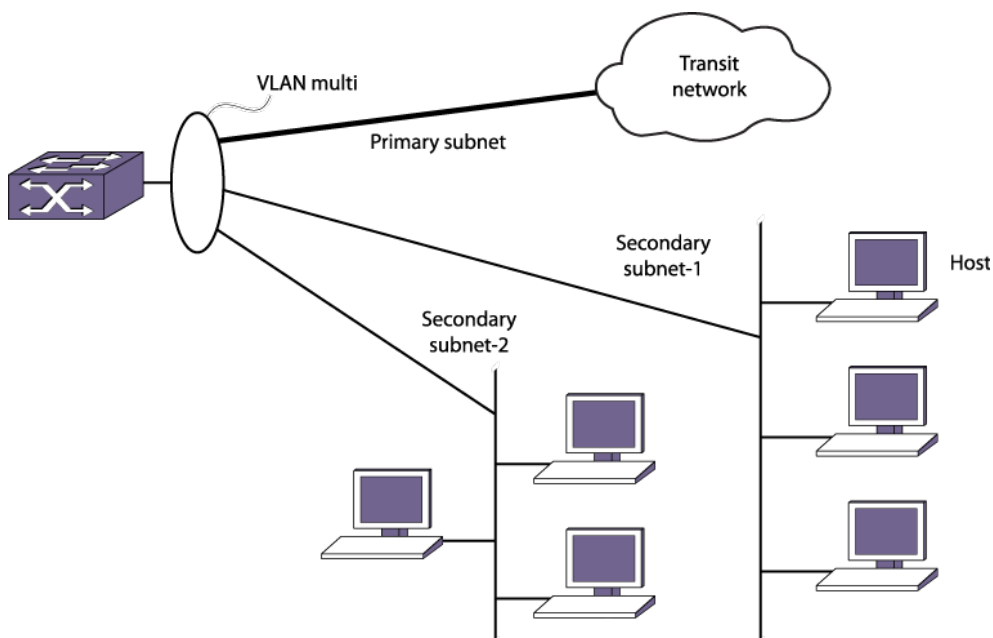 Transit
network
VLAN multi
Primary subnet
Secondary
subnet-1
Host
Secondary
subnet-2